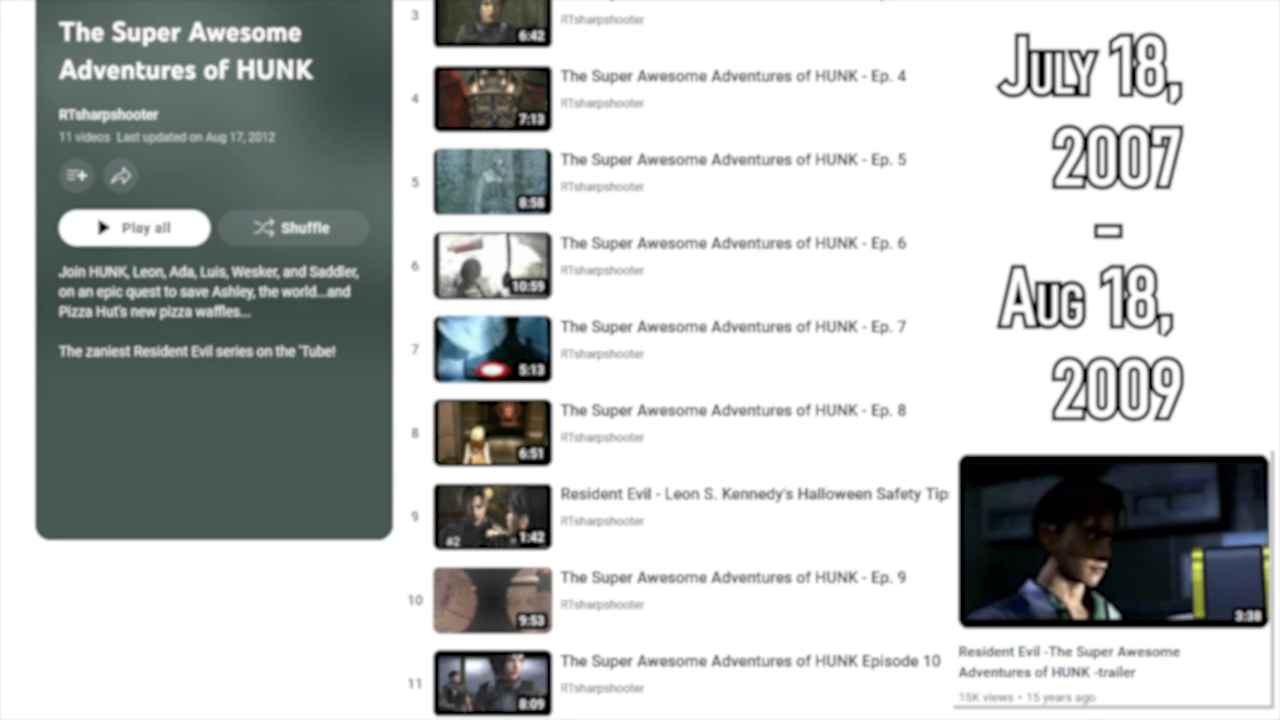 The Super Awesome
Adventures of HUNK
RTsharpshooter
11 videos Last updated on Aug 17, 2012
Play all
Shuffle
Join HUNK, Leon, Ada, Luis, Wesker, and Saddler,
on an epic quest to save Ashley, the world...and
Pizza Hut's new pizza waffles...
The zaniest Resident Evil series on the 'Tube!
3
6:42
RTsharpshooter
4
7:13
The Super Awesome Adventures of HUNK - Ep. 4
RTsharpshooter
5
8:58
The Super Awesome Adventures of HUNK - Ep. 5
RTsharpshooter
6
10:59
The Super Awesome Adventures of HUNK - Ep. 6
RTsharpshooter
7
5:13
The Super Awesome Adventures of HUNK - Ep. 7
RTsharpshooter
8
6:51
The Super Awesome Adventures of HUNK - Ep. 8
RTsharpshooter
9
#2
1:42
Resident Evil - Leon S. Kennedy's Halloween Safety Tip
RTsharpshooter
10
9:53
The Super Awesome Adventures of HUNK - Ep. 9
RTsharpshooter
11
8:09
The Super Awesome Adventures of HUNK Episode 10
RTsharpshooter
July 18,
2007
–
Aug 18,
2009
3:38
Resident Evil -The Super Awesome
Adventures of HUNK -trailer
15K views • 15 years ago